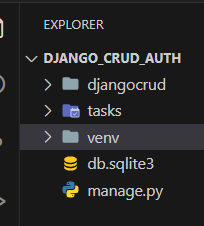 EXPLORER
DJANGO_CRUD_AUTH
djangocrud
tasks
venv
db.sqlite3
manage.py